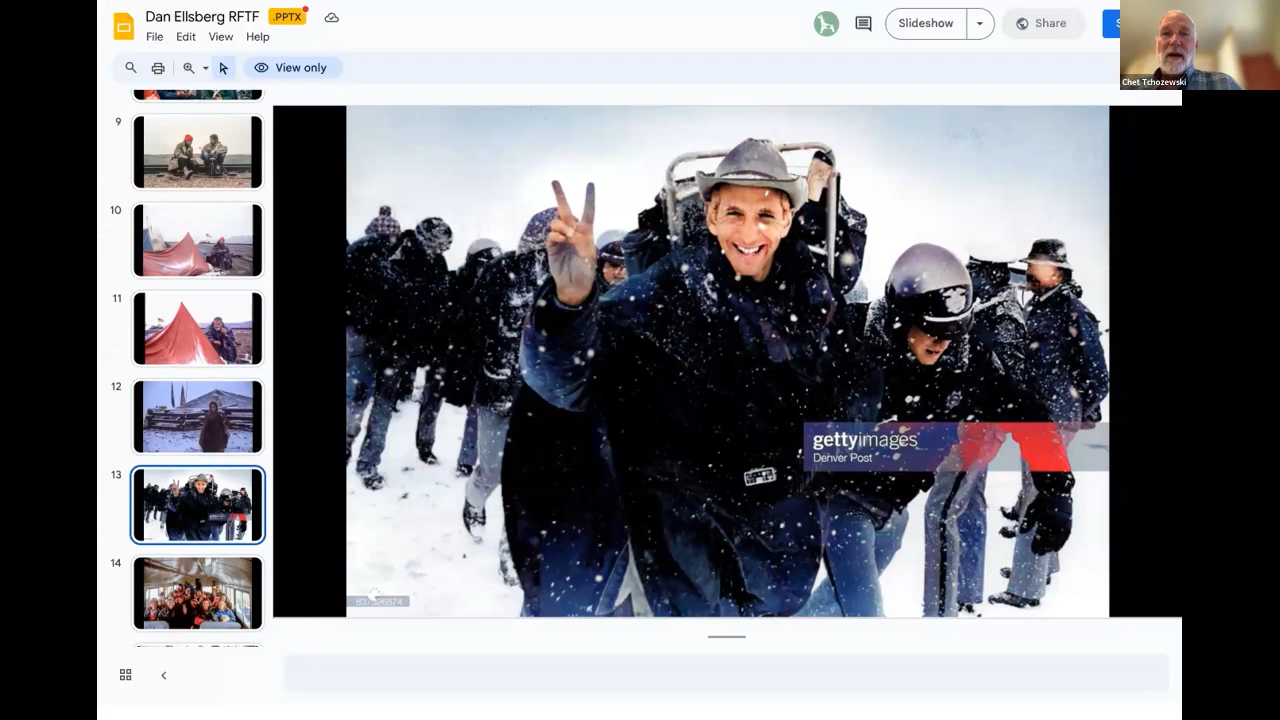 Dan Ellsberg RFTF
.PPTX
File Edit View Help
Slideshow
Share
Chet Tchozewski
View only
9
10
11
12
13
14
gettyimages
Denver Post